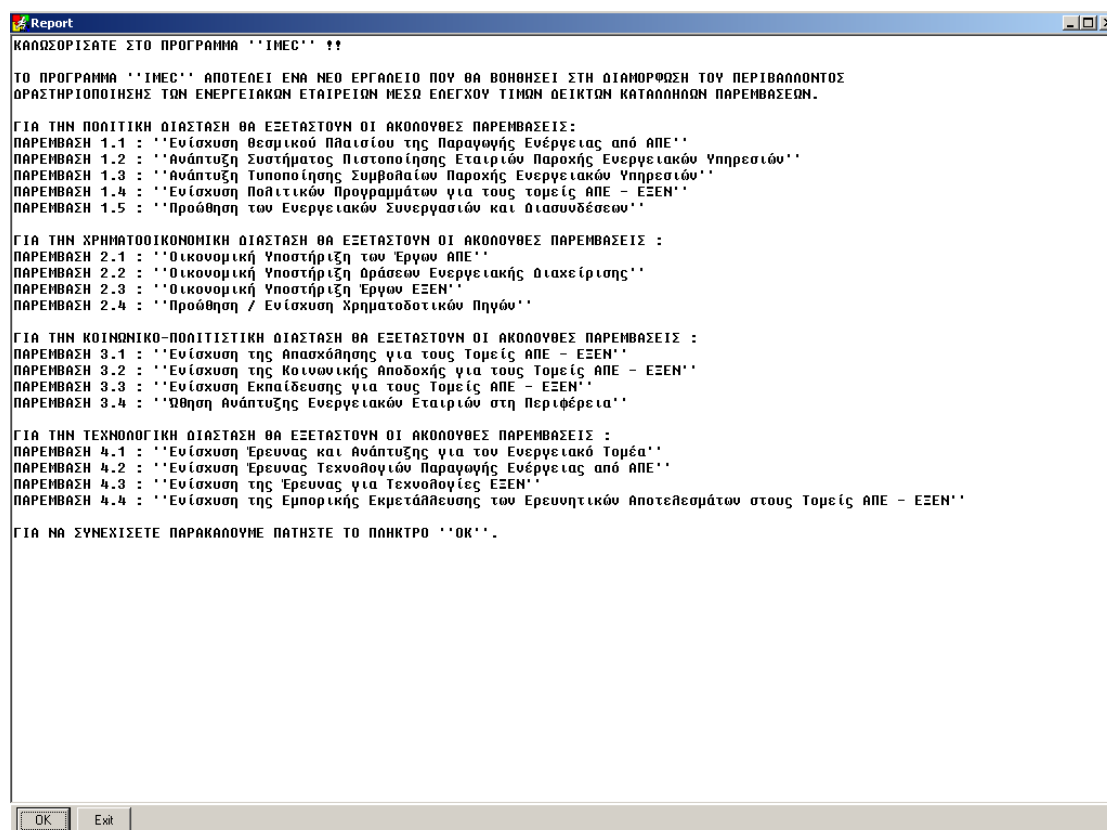 Report
ΚΑΛΩΣΟΡΙΣΑΤΕ ΣΤΟ ΠΡΟΓΡΑΜΜΑ ''IMEC'' !!
ΤΟ ΠΡΟΓΡΑΜΜΑ ''IMEC'' ΑΠΟΤΕΛΕΙ ΕΝΑ ΝΕΟ ΕΡΓΑΛΕΙΟ ΠΟΥ ΘΑ ΒΟΗΘΗΣΕΙ ΣΤΗ ΔΙΑΜΟΡΦΩΣΗ ΤΟΥ ΠΕΡΙΒΑΛΛΟΝΤΟΣ
ΔΡΑΣΤΗΡΙΟΠΟΙΗΣΗΣ ΤΩΝ ΕΝΕΡΓΕΙΑΚΩΝ ΕΤΑΙΡΕΙΩΝ ΜΕΣΩ ΕΛΕΓΧΟΥ ΤΙΜΩΝ ΔΕΙΚΤΩΝ ΚΑΤΑΛΛΗΛΩΝ ΠΑΡΕΜΒΑΣΕΩΝ.
ΓΙΑ ΤΗΝ ΠΟΛΙΤΙΚΗ ΔΙΑΣΤΑΣΗ ΘΑ ΕΞΕΤΑΣΤΟΥΝ ΟΙ ΑΚΟΛΟΥΘΕΣ ΠΑΡΕΜΒΑΣΕΙΣ:
ΠΑΡΕΜΒΑΣΗ 1.1 : ''Ενίσχυση Θεσμικού Πλαισίου της Παραγωγής Ενέργειας από ΑΠΕ''
ΠΑΡΕΜΒΑΣΗ 1.2 : ''Ανάπτυξη Συστήματος Πιστοποίησης Εταιριών Παροχής Ενεργειακών Υπηρεσιών''
ΠΑΡΕΜΒΑΣΗ 1.3 : ''Ανάπτυξη Τυποποίησης Συμβολαίων Παροχής Ενεργειακών Υπηρεσιών''
ΠΑΡΕΜΒΑΣΗ 1.4 : ''Ενίσχυση Πολιτικών Προγραμμάτων για τους τομείς ΑΠΕ - ΕΞΕΝ''
ΠΑΡΕΜΒΑΣΗ 1.5 : ''Προώθηση των Ενεργειακών Συνεργασιών και Διασυνδέσεων''
ΓΙΑ ΤΗΝ ΧΡΗΜΑΤΟΟΙΚΟΝΟΜΙΚΗ ΔΙΑΣΤΑΣΗ ΘΑ ΕΞΕΤΑΣΤΟΥΝ ΟΙ ΑΚΟΛΟΥΘΕΣ ΠΑΡΕΜΒΑΣΕΙΣ :
ΠΑΡΕΜΒΑΣΗ 2.1 : ''Οικονομική Υποστήριξη των Έργων ΑΠΕ''
ΠΑΡΕΜΒΑΣΗ 2.2 : ''Οικονομική Υποστήριξη Δράσεων Ενεργειακής Διαχείρισης''
ΠΑΡΕΜΒΑΣΗ 2.3 : ''Οικονομική Υποστήριξη Έργων ΕΞΕΝ''
ΠΑΡΕΜΒΑΣΗ 2.4 : ''Προώθηση / Ενίσχυση Χρηματοδοτικών Πηγών''
ΓΙΑ ΤΗΝ ΚΟΙΝΩΝΙΚΟ-ΠΟΛΙΤΙΣΤΙΚΗ ΔΙΑΣΤΑΣΗ ΘΑ ΕΞΕΤΑΣΤΟΥΝ ΟΙ ΑΚΟΛΟΥΘΕΣ ΠΑΡΕΜΒΑΣΕΙΣ :
ΠΑΡΕΜΒΑΣΗ 3.1 : ''Ενίσχυση της Απασχόλησης για τους Τομείς ΑΠΕ - ΕΞΕΝ''
ΠΑΡΕΜΒΑΣΗ 3.2 : ''Ενίσχυση της Κοινωνικής Αποδοχής για τους Τομείς ΑΠΕ - ΕΞΕΝ''
ΠΑΡΕΜΒΑΣΗ 3.3 : ''Ενίσχυση Εκπαίδευσης για τους Τομείς ΑΠΕ - ΕΞΕΝ''
ΠΑΡΕΜΒΑΣΗ 3.4 : ''Ώθηση Ανάπτυξης Ενεργειακών Εταιριών στη Περιφέρεια''
ΓΙΑ ΤΗΝ ΤΕΧΝΟΛΟΓΙΚΗ ΔΙΑΣΤΑΣΗ ΘΑ ΕΞΕΤΑΣΤΟΥΝ ΟΙ ΑΚΟΛΟΥΘΕΣ ΠΑΡΕΜΒΑΣΕΙΣ :
ΠΑΡΕΜΒΑΣΗ 4.1 : ''Ενίσχυση Έρευνας και Ανάπτυξης για τον Ενεργειακό Τομέα''
ΠΑΡΕΜΒΑΣΗ 4.2 : ''Ενίσχυση Έρευνας Τεχνολογιών Παραγωγής Ενέργειας από ΑΠΕ''
ΠΑΡΕΜΒΑΣΗ 4.3 : ''Ενίσχυση της Έρευνας για Τεχνολογίες ΕΞΕΝ''
ΠΑΡΕΜΒΑΣΗ 4.4 : ''Ενίσχυση της Εμπορικής Εκμετάλλευσης των Ερευνητικών Αποτελεσμάτων στους Τομείς ΑΠΕ - ΕΞΕΝ''
ΓΙΑ ΝΑ ΣΥΝΕΧΙΣΕΤΕ ΠΑΡΑΚΑΛΟΥΜΕ ΠΑΤΗΣΤΕ ΤΟ ΠΛΗΚΤΡΟ ''OK''.
OK Exit